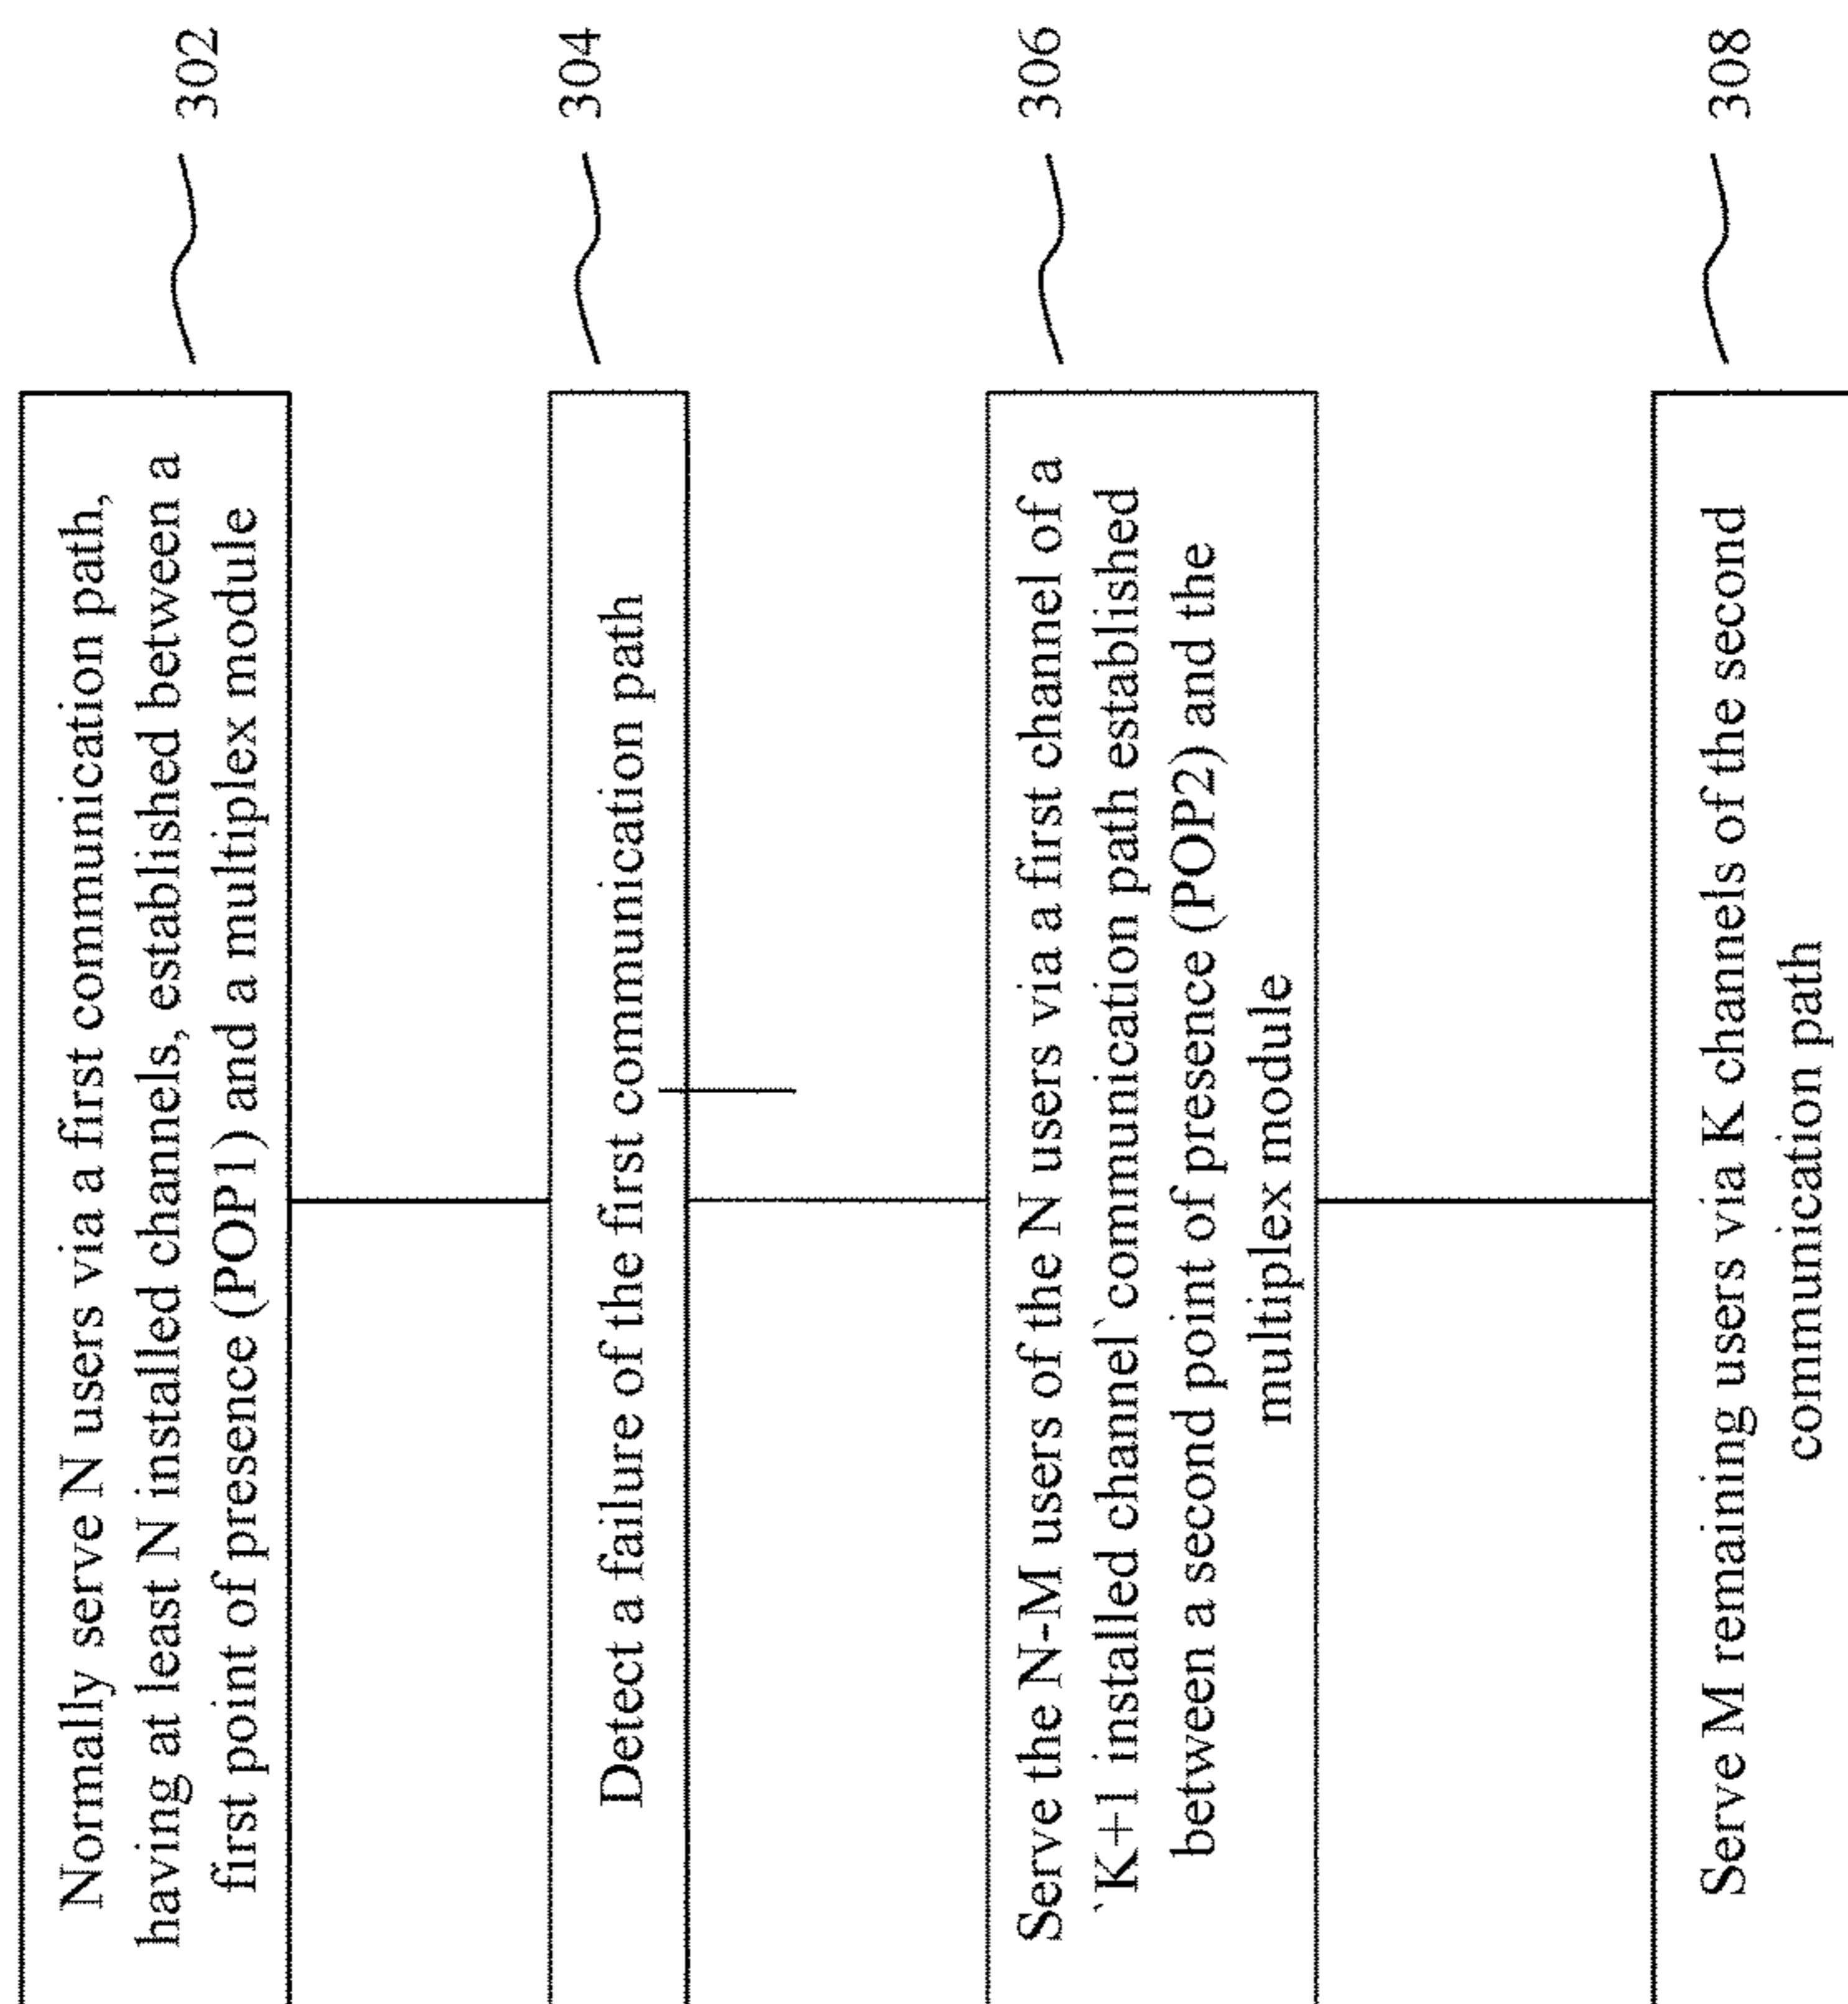 Normally serve N users via a first communication path,
having at least N installed channels, established between a
first point of presence (POP1) and a multiplex module
302
Detect a failure of the first communication path
304
Serve the N-M users of the N users via a first channel of a
`K+1 installed channel` communication path established
between a second point of presence (POP2) and the
multiplex module
306
Serve M remaining users via K channels of the second
communication path
308